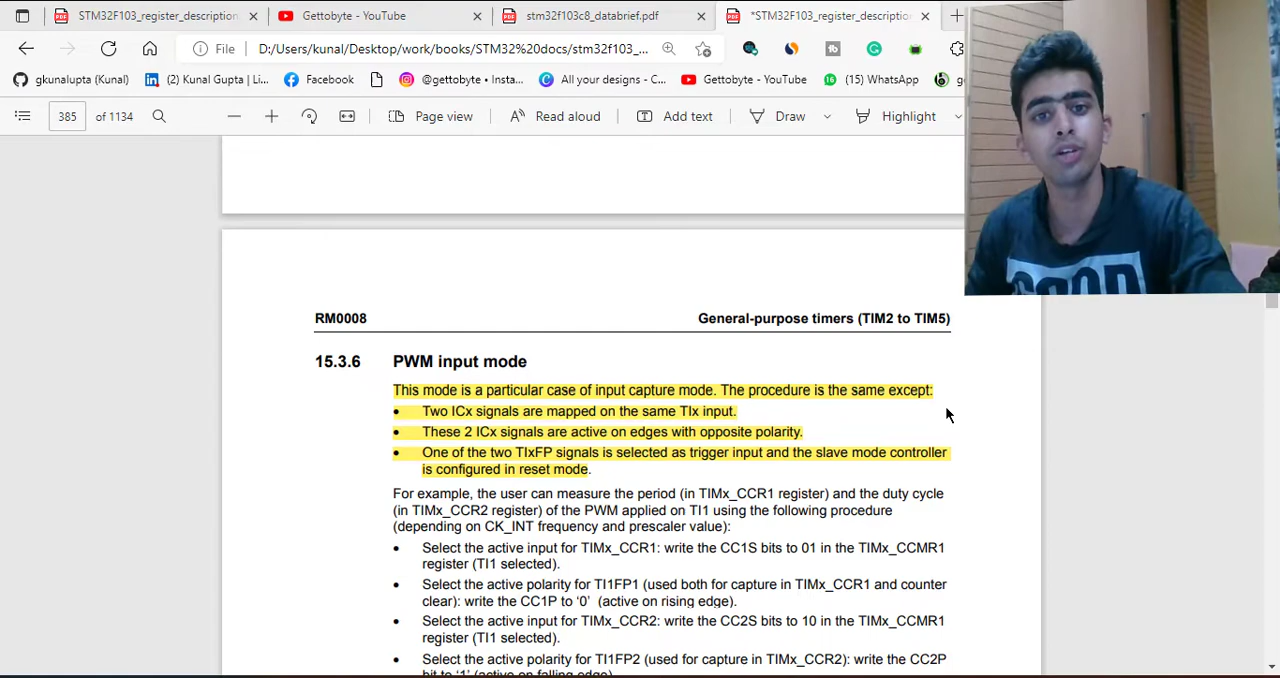 STM32F103_register_description
Gettobyte - YouTube
stm32f103c8_databrief.pdf
*STM32F103_register_description
File
D:/Users/kunal/Desktop/work/books/STM32%20docs/stm32f103_...
gkunalupta (Kunal)
(2) Kunal Gupta | Li...
Facebook
@gettobyte • Insta...
All your designs - C...
Gettobyte - YouTube
(15) WhatsApp
385 of 1134
Page view
Read aloud
Add text
Draw
Highlight
RM0008
General-purpose timers (TIM2 to TIM5)
15.3.6 PWM input mode
This mode is a particular case of input capture mode. The procedure is the same except:
• Two ICx signals are mapped on the same TIx input.
• These 2 ICx signals are active on edges with opposite polarity.
• One of the two TIxFP signals is selected as trigger input and the slave mode controller
is configured in reset mode.
For example, the user can measure the period (in TIMx_CCR1 register) and the duty cycle
(in TIMx_CCR2 register) of the PWM applied on TI1 using the following procedure
(depending on CK_INT frequency and prescaler value):
• Select the active input for TIMx_CCR1: write the CC1S bits to 01 in the TIMx_CCMR1
register (TI1 selected).
• Select the active polarity for TI1FP1 (used both for capture in TIMx_CCR1 and counter
clear): write the CC1P to ‘0’ (active on rising edge).
• Select the active input for TIMx_CCR2: write the CC2S bits to 10 in the TIMx_CCMR1
register (TI1 selected).
• Select the active polarity for TI1FP2 (used for capture in TIMx_CCR2): write the CC2P
bit to ‘1’ (active on falling edge).